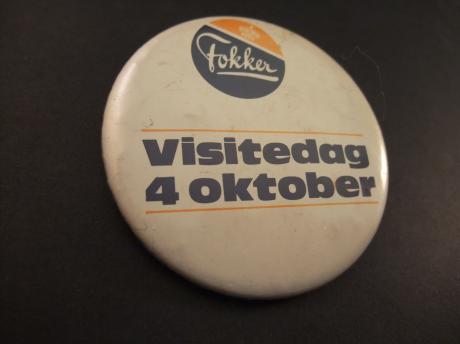 Fokker
Visitedag
4 oktober